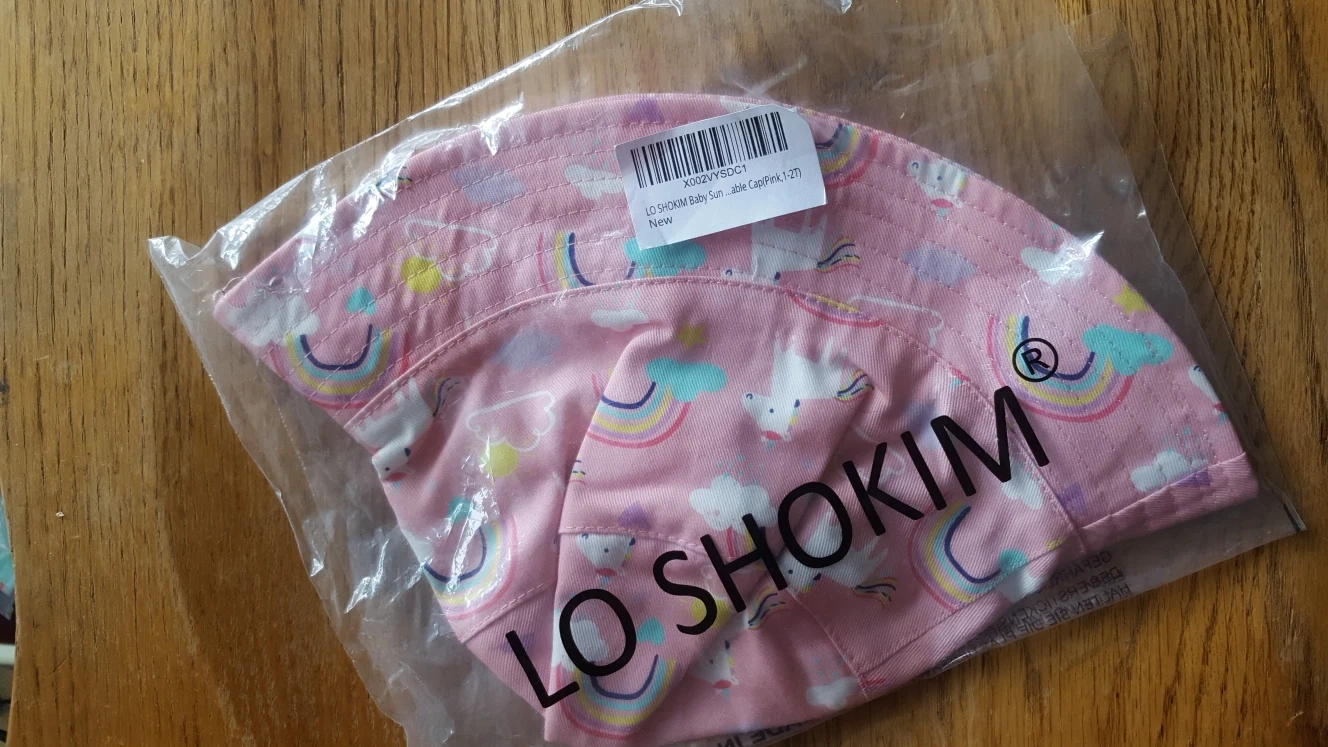 X002VYSDC1
LO SHOKIM Baby Sun ...able Cap(Pink,1-2T)
New
LO SHOKIM®